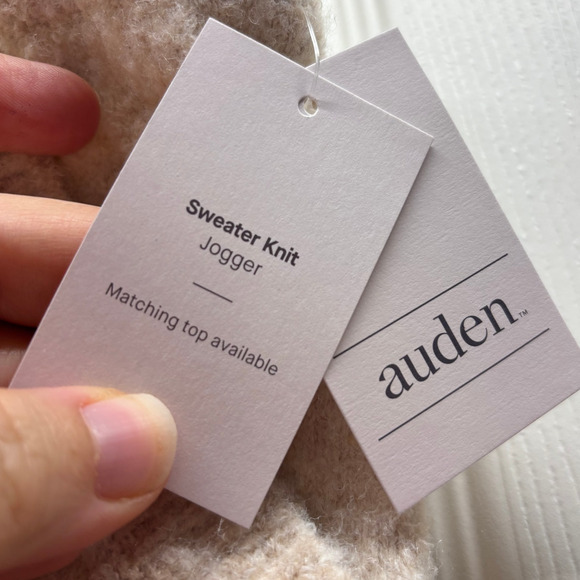 Sweater Knit
Jogger
Matching top available
auden™